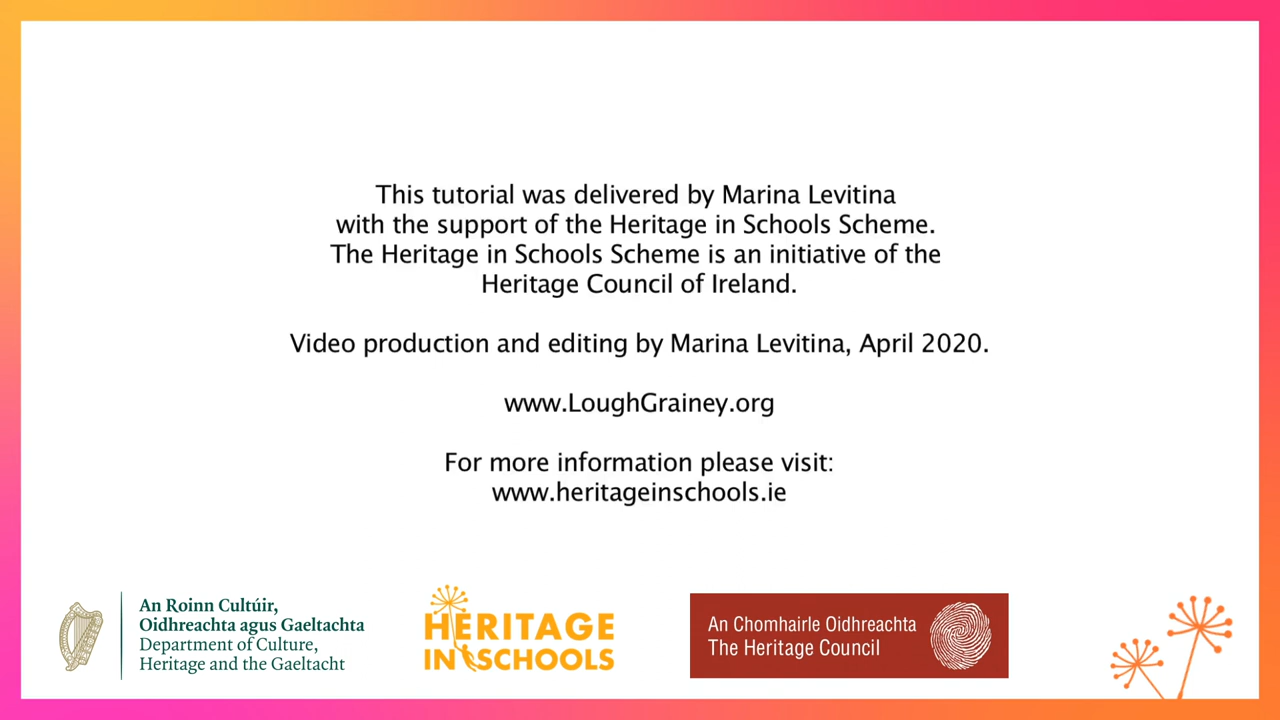 This tutorial was delivered by Marina Levitina
with the support of the Heritage in Schools Scheme.
The Heritage in Schools Scheme is an initiative of the
Heritage Council of Ireland.
Video production and editing by Marina Levitina, April 2020.
www.LoughGrainey.org
For more information please visit:
www.heritageinschools.ie
An Roinn Cultúir,
Oidhreachta agus Gaeltachta
Department of Culture,
Heritage and the Gaeltacht
HERITAGE
IN SCHOOLS
An Chomhairle Oidhreachta
The Heritage Council